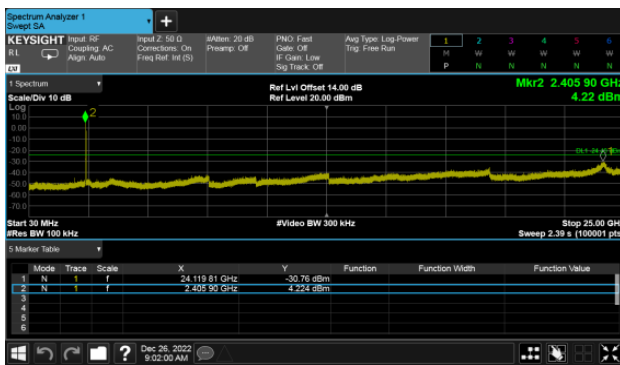 Spectrum Analyzer 1
Swept SA
KEYSIGHT Input: RF Input Z: 50 Ω #Atten: 20 dB PNO: Fast Avg Type: Log-Power 1 2 3 4 5 6
RL Coupling: AC Corrections: On Preamp: Off Gate: Off Trig: Free Run M W W W W W
Align: Auto Freq Ref: Int (S) IF Gain: Low
EXT Sig Track: Off P N N N N N
1 Spectrum Ref Lvl Offset 14.00 dB Mkr2 2.405 90 GH
Scale/Div 10 dB Ref Level 20.00 dBm 4.22 dBm
Log
10.0
0.00
-10.0
-20.0
-30.0
-40.0
-50.0
-60.0
-70.0
2
Start 30 MHz #Video BW 300 kHz Stop 25.00 GH
#Res BW 100 kHz Sweep 2.39 s (100001 pts
5 Marker Table
Mode Trace Scale X Y Function Function Width Function Value
1 N 1 f 24.119 81 GHz -30.76 dBm
2 N 1 f 2.405 90 GHz 4.224 dBm
3
4
5
6
? Dec 26, 2022
9:02:00 AM